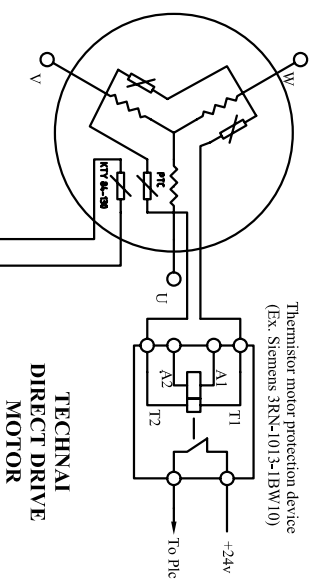 Thermistor motor protection device
(Ex. Siemens 3RN-1013-1BW10)
W
V
U
PTC
KTY 84-130
T1
A1
A2
T2
+24v
To Plc
TECHNAI
DIRECT DRIVE
MOTOR